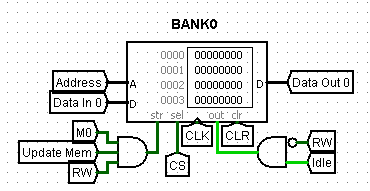 BANK0
0000 00000000
0001 00000000
0002 00000000
0003 00000000
Address A
D Data Out 0
Data In 0 D
str sel out clr
M0
CLK CLR
RW
Update Mem
Idle
RW
CS